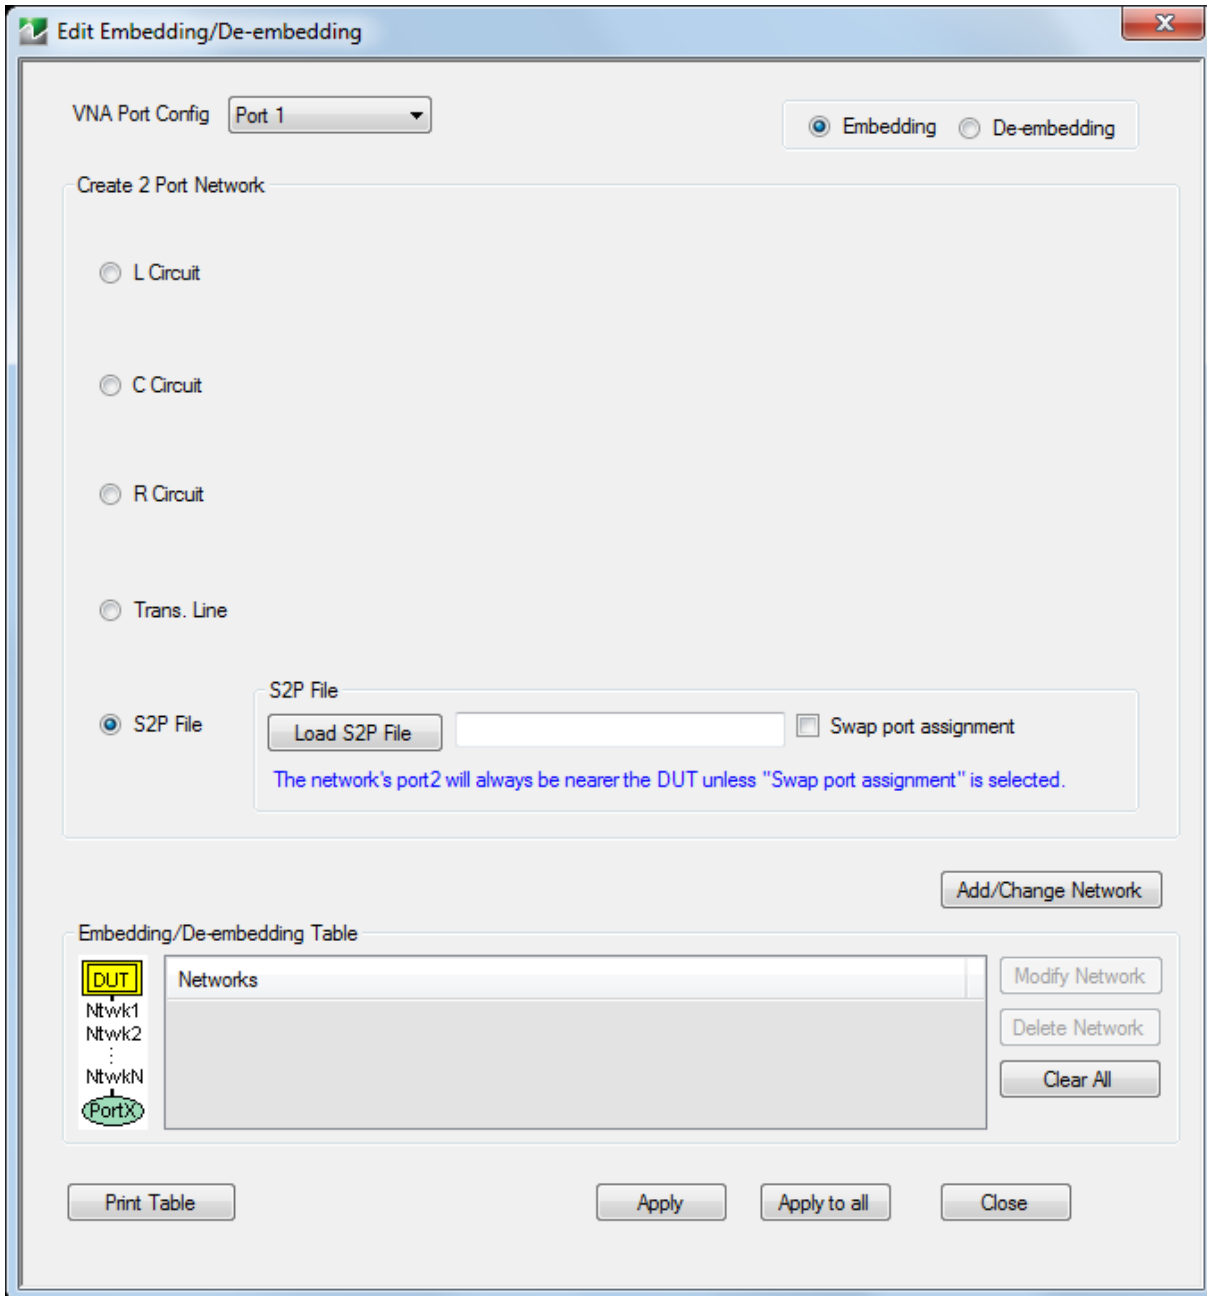 Edit Embedding/De-embedding
X
VNA Port Config Port 1
Embedding De-embedding
Create 2 Port Network
L Circuit
C Circuit
R Circuit
Trans. Line
S2P File
S2P File
Load S2P File
Swap port assignment
The network's port2 will always be nearer the DUT unless "Swap port assignment" is selected.
Add/Change Network
Embedding/De-embedding Table
DUT
Ntwk1
Ntwk2
⋮
NtwkN
PortX
Networks
Modify Network
Delete Network
Clear All
Print Table Apply Apply to all Close